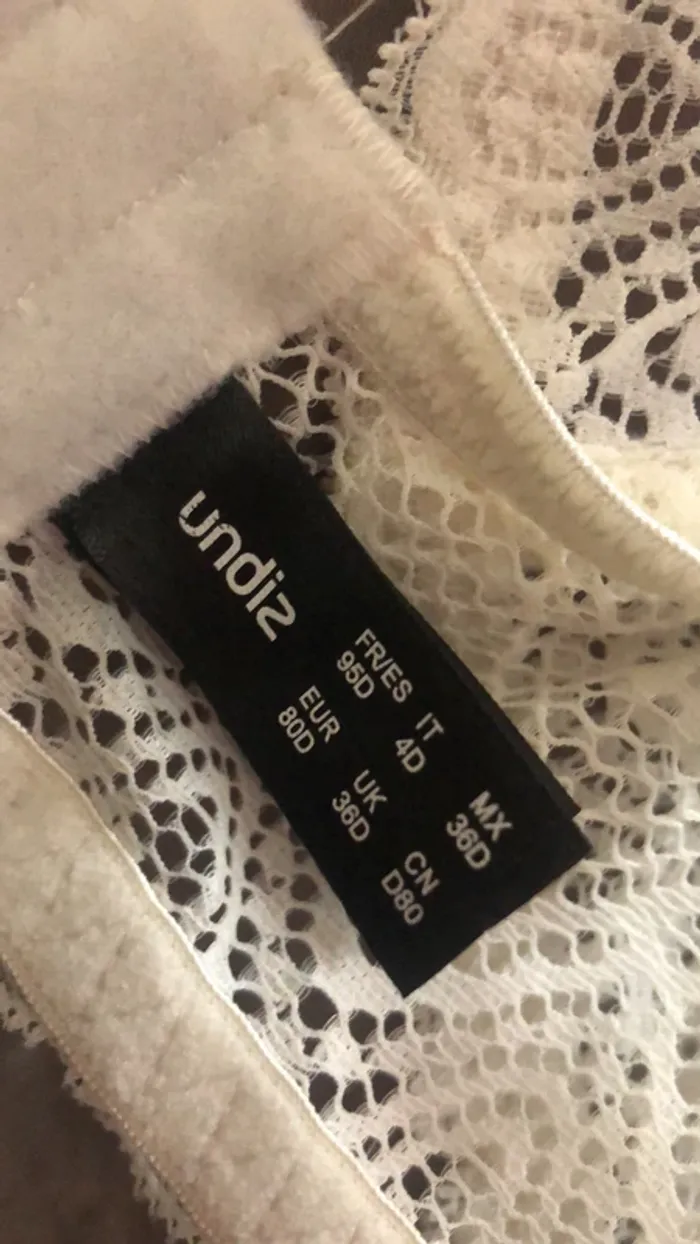 undiz
FR/ES IT MX
95D 4D 36D
EUR UK CN
80D 36D D80